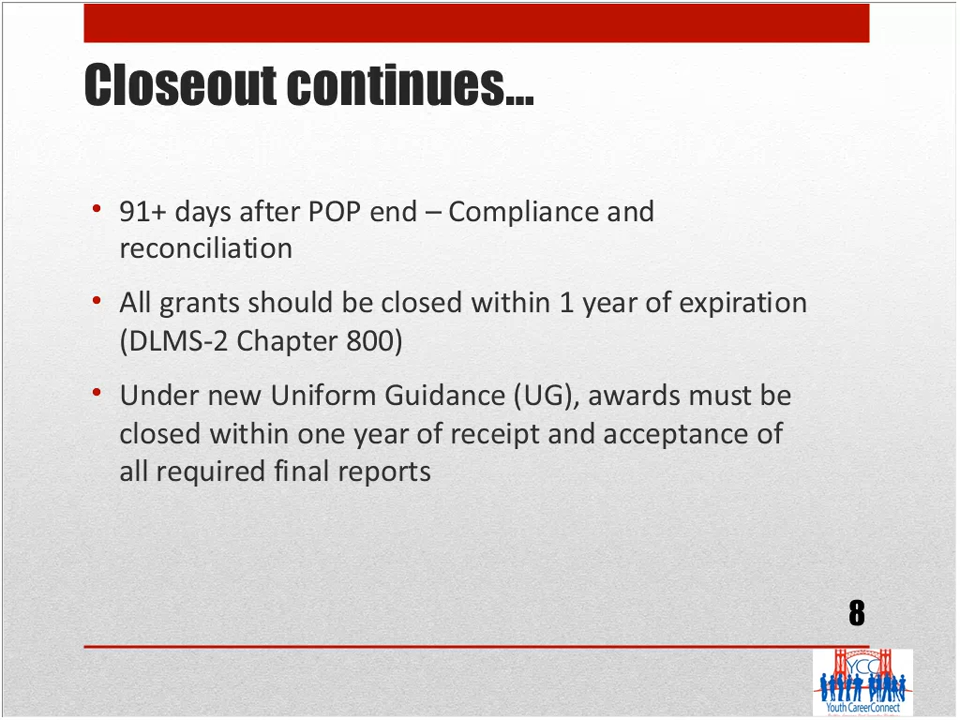 Closeout continues...
• 91+ days after POP end – Compliance and
reconciliation
• All grants should be closed within 1 year of expiration
(DLMS-2 Chapter 800)
• Under new Uniform Guidance (UG), awards must be
closed within one year of receipt and acceptance of
all required final reports
8
YCC
Youth CareerConnect